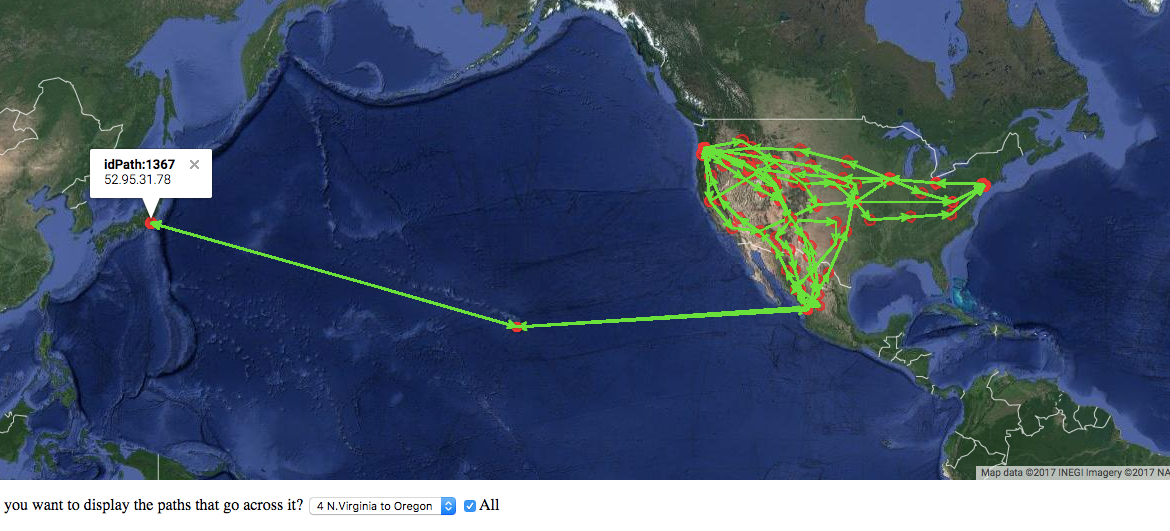 idPath:1367
52.95.31.78
Map data ©2017 INEGI Imagery ©2017 NA
you want to display the paths that go across it? 4 N.Virginia to Oregon All